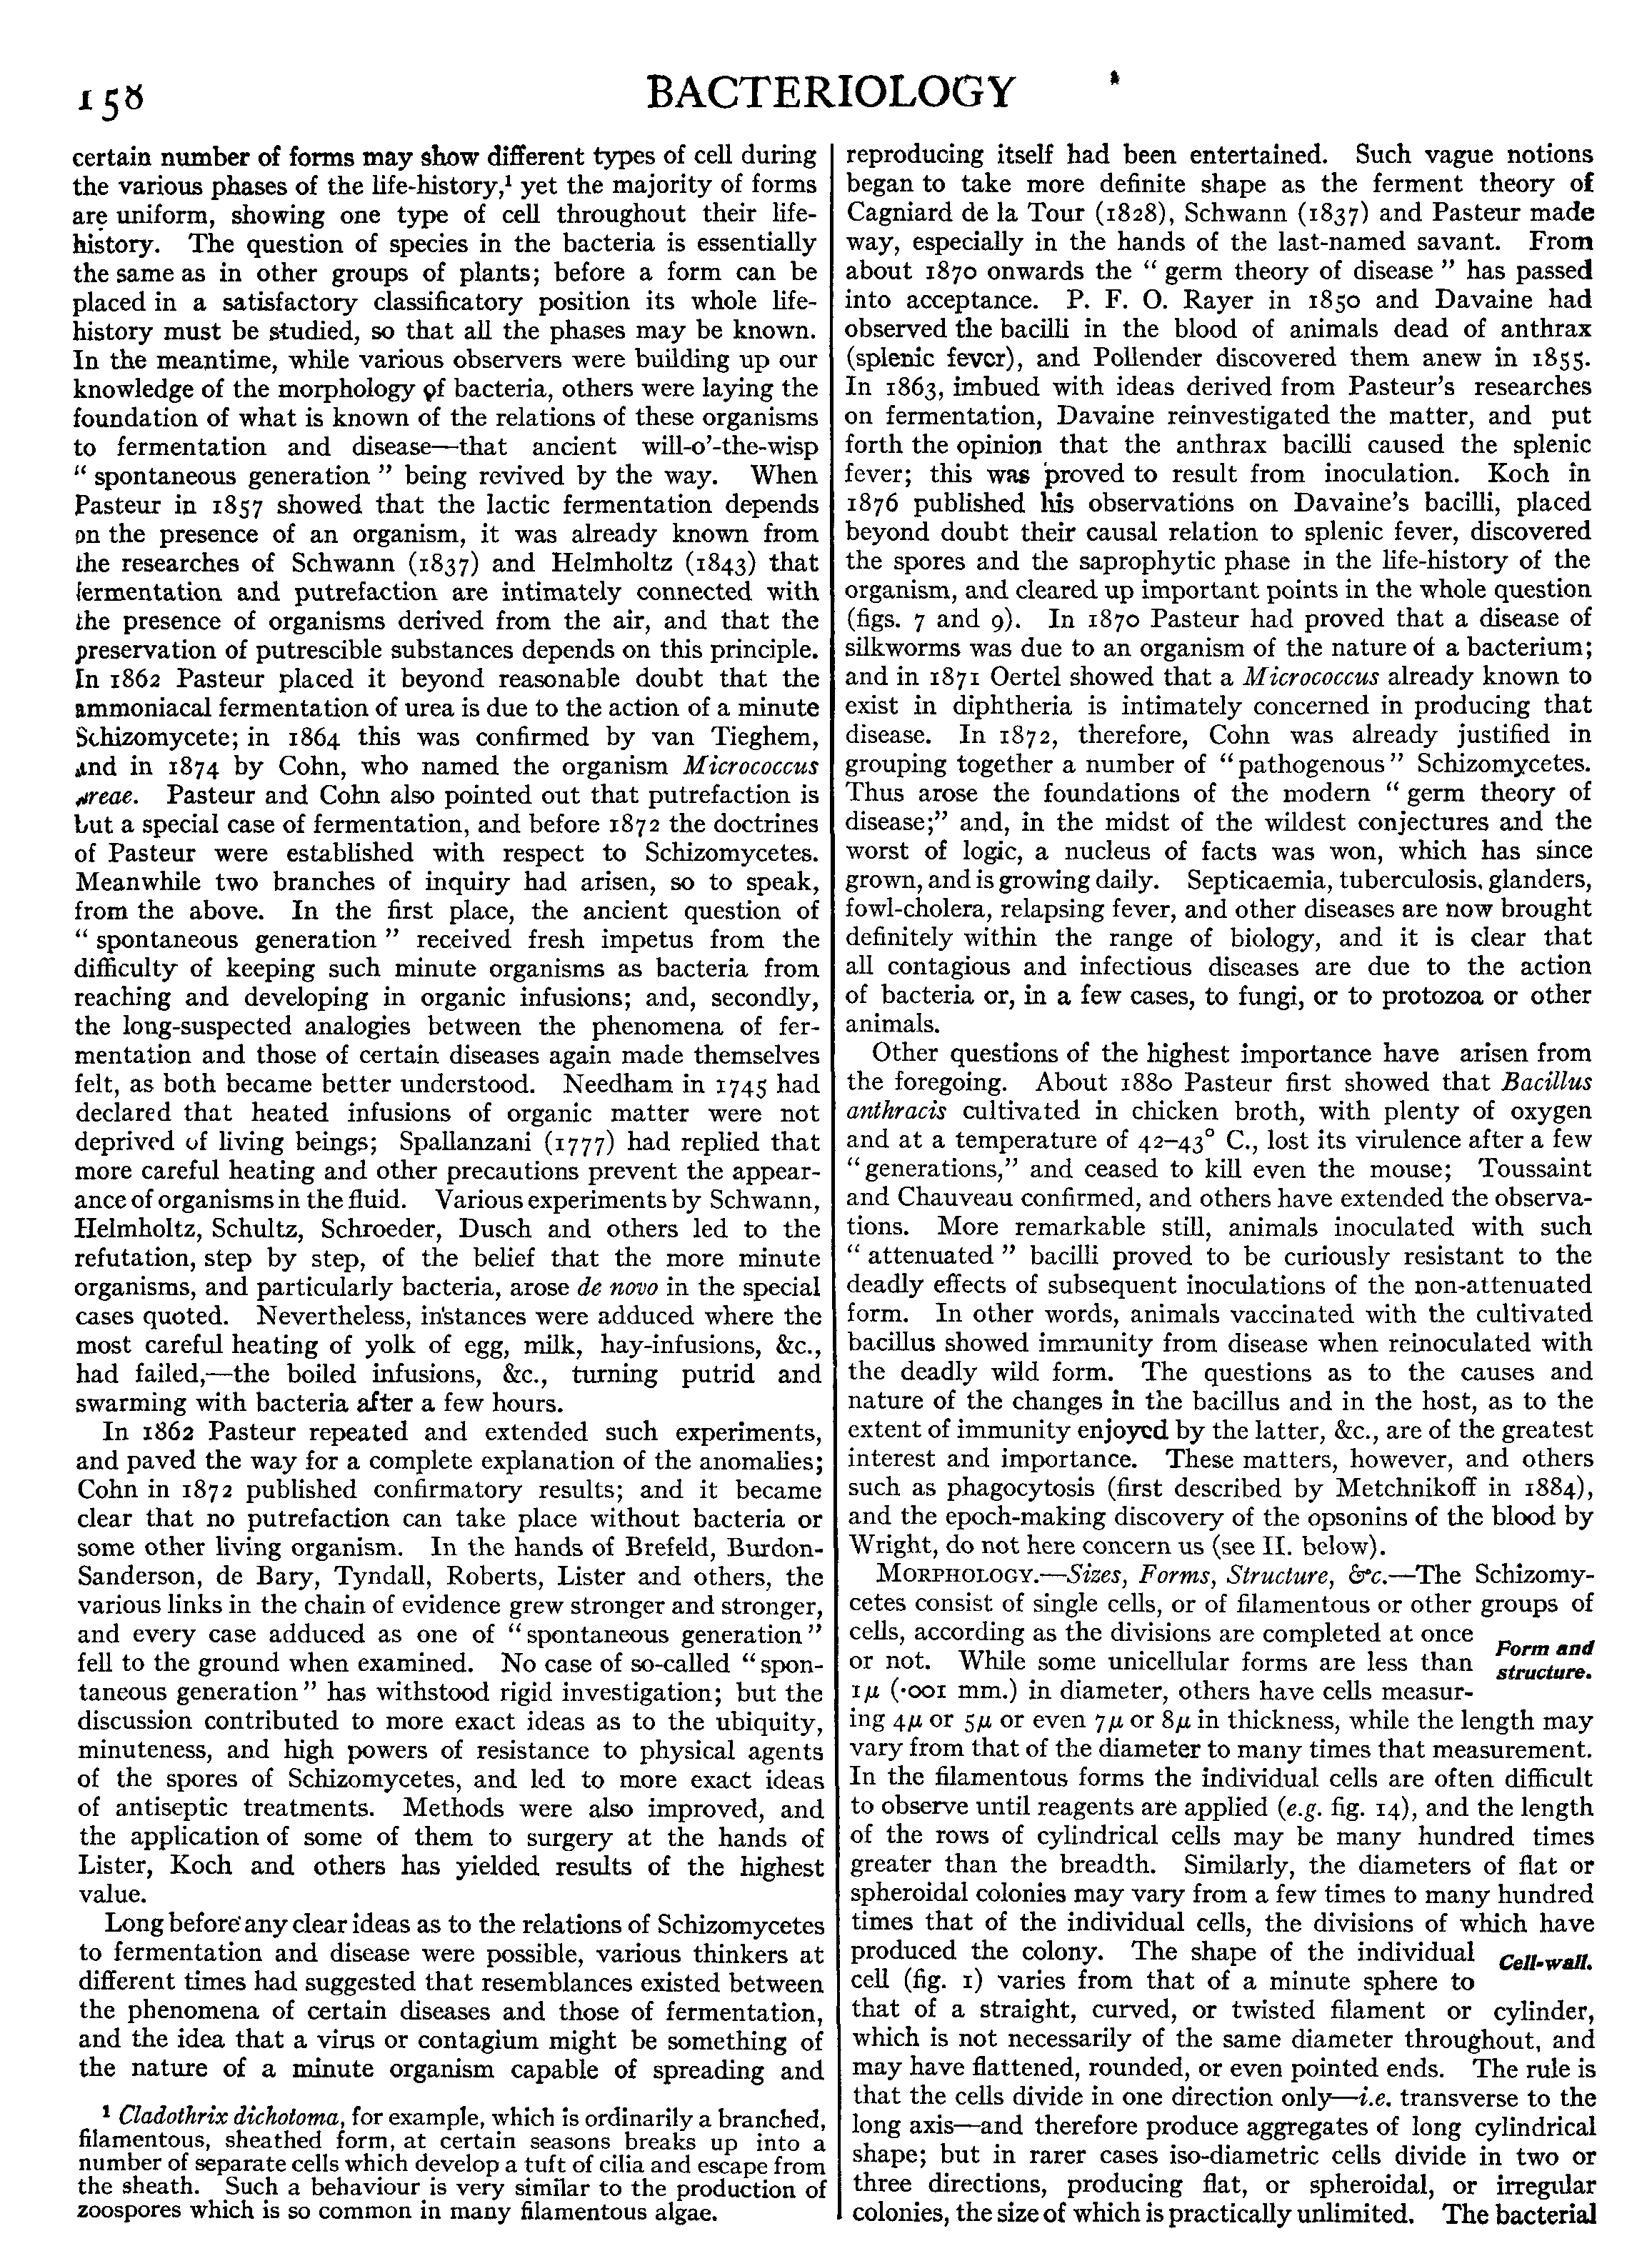 158
BACTERIOLOGY
certain number of forms may show different types of cell during
the various phases of the life-history,¹ yet the majority of forms
are uniform, showing one type of cell throughout their life-
history. The question of species in the bacteria is essentially
the same as in other groups of plants; before a form can be
placed in a satisfactory classificatory position its whole life-
history must be studied, so that all the phases may be known.
In the meantime, while various observers were building up our
knowledge of the morphology of bacteria, others were laying the
foundation of what is known of the relations of these organisms
to fermentation and disease—that ancient will-o'-the-wisp
“ spontaneous generation ” being revived by the way. When
Pasteur in 1857 showed that the lactic fermentation depends
on the presence of an organism, it was already known from
the researches of Schwann (1837) and Helmholtz (1843) that
fermentation and putrefaction are intimately connected with
the presence of organisms derived from the air, and that the
preservation of putrescible substances depends on this principle.
In 1862 Pasteur placed it beyond reasonable doubt that the
ammoniacal fermentation of urea is due to the action of a minute
Schizomycete; in 1864 this was confirmed by van Tieghem,
and in 1874 by Cohn, who named the organism Micrococcus
ureae. Pasteur and Cohn also pointed out that putrefaction is
but a special case of fermentation, and before 1872 the doctrines
of Pasteur were established with respect to Schizomycetes.
Meanwhile two branches of inquiry had arisen, so to speak,
from the above. In the first place, the ancient question of
“ spontaneous generation ” received fresh impetus from the
difficulty of keeping such minute organisms as bacteria from
reaching and developing in organic infusions; and, secondly,
the long-suspected analogies between the phenomena of fer-
mentation and those of certain diseases again made themselves
felt, as both became better understood. Needham in 1745 had
declared that heated infusions of organic matter were not
deprived of living beings; Spallanzani (1777) had replied that
more careful heating and other precautions prevent the appear-
ance of organisms in the fluid. Various experiments by Schwann,
Helmholtz, Schultz, Schroeder, Dusch and others led to the
refutation, step by step, of the belief that the more minute
organisms, and particularly bacteria, arose de novo in the special
cases quoted. Nevertheless, instances were adduced where the
most careful heating of yolk of egg, milk, hay-infusions, &c.,
had failed,—the boiled infusions, &c., turning putrid and
swarming with bacteria after a few hours.
In 1862 Pasteur repeated and extended such experiments,
and paved the way for a complete explanation of the anomalies;
Cohn in 1872 published confirmatory results; and it became
clear that no putrefaction can take place without bacteria or
some other living organism. In the hands of Brefeld, Burdon-
Sanderson, de Bary, Tyndall, Roberts, Lister and others, the
various links in the chain of evidence grew stronger and stronger,
and every case adduced as one of “spontaneous generation”
fell to the ground when examined. No case of so-called “spon-
taneous generation” has withstood rigid investigation; but the
discussion contributed to more exact ideas as to the ubiquity,
minuteness, and high powers of resistance to physical agents
of the spores of Schizomycetes, and led to more exact ideas
of antiseptic treatments. Methods were also improved, and
the application of some of them to surgery at the hands of
Lister, Koch and others has yielded results of the highest
value.
Long before any clear ideas as to the relations of Schizomycetes
to fermentation and disease were possible, various thinkers at
different times had suggested that resemblances existed between
the phenomena of certain diseases and those of fermentation,
and the idea that a virus or contagium might be something of
the nature of a minute organism capable of spreading and
¹ Cladothrix dichotoma, for example, which is ordinarily a branched,
filamentous, sheathed form, at certain seasons breaks up into a
number of separate cells which develop a tuft of cilia and escape from
the sheath. Such a behaviour is very similar to the production of
zoospores which is so common in many filamentous algae.
reproducing itself had been entertained. Such vague notions
began to take more definite shape as the ferment theory of
Cagniard de la Tour (1828), Schwann (1837) and Pasteur made
way, especially in the hands of the last-named savant. From
about 1870 onwards the “ germ theory of disease ” has passed
into acceptance. P. F. O. Rayer in 1850 and Davaine had
observed the bacilli in the blood of animals dead of anthrax
(splenic fever), and Pollender discovered them anew in 1855.
In 1863, imbued with ideas derived from Pasteur's researches
on fermentation, Davaine reinvestigated the matter, and put
forth the opinion that the anthrax bacilli caused the splenic
fever; this was proved to result from inoculation. Koch in
1876 published his observations on Davaine's bacilli, placed
beyond doubt their causal relation to splenic fever, discovered
the spores and the saprophytic phase in the life-history of the
organism, and cleared up important points in the whole question
(figs. 7 and 9). In 1870 Pasteur had proved that a disease of
silkworms was due to an organism of the nature of a bacterium;
and in 1871 Oertel showed that a Micrococcus already known to
exist in diphtheria is intimately concerned in producing that
disease. In 1872, therefore, Cohn was already justified in
grouping together a number of “pathogenous” Schizomycetes.
Thus arose the foundations of the modern “ germ theory of
disease;” and, in the midst of the wildest conjectures and the
worst of logic, a nucleus of facts was won, which has since
grown, and is growing daily. Septicaemia, tuberculosis, glanders,
fowl-cholera, relapsing fever, and other diseases are now brought
definitely within the range of biology, and it is clear that
all contagious and infectious diseases are due to the action
of bacteria or, in a few cases, to fungi, or to protozoa or other
animals.
Other questions of the highest importance have arisen from
the foregoing. About 1880 Pasteur first showed that Bacillus
anthracis cultivated in chicken broth, with plenty of oxygen
and at a temperature of 42–43° C., lost its virulence after a few
“generations,” and ceased to kill even the mouse; Toussaint
and Chauveau confirmed, and others have extended the observa-
tions. More remarkable still, animals inoculated with such
“ attenuated ” bacilli proved to be curiously resistant to the
deadly effects of subsequent inoculations of the non-attenuated
form. In other words, animals vaccinated with the cultivated
bacillus showed immunity from disease when reinoculated with
the deadly wild form. The questions as to the causes and
nature of the changes in the bacillus and in the host, as to the
extent of immunity enjoyed by the latter, &c., are of the greatest
interest and importance. These matters, however, and others
such as phagocytosis (first described by Metchnikoff in 1884),
and the epoch-making discovery of the opsonins of the blood by
Wright, do not here concern us (see II. below).
MORPHOLOGY.—Sizes, Forms, Structure, &c.—The Schizomy-
cetes consist of single cells, or of filamentous or other groups of
cells, according as the divisions are completed at once
or not. While some unicellular forms are less than
1μ (·001 mm.) in diameter, others have cells measur-
Form and
structure.
ing 4μ or 5μ or even 7μ or 8μ in thickness, while the length may
vary from that of the diameter to many times that measurement.
In the filamentous forms the individual cells are often difficult
to observe until reagents are applied (e.g. fig. 14), and the length
of the rows of cylindrical cells may be many hundred times
greater than the breadth. Similarly, the diameters of flat or
spheroidal colonies may vary from a few times to many hundred
times that of the individual cells, the divisions of which have
produced the colony. The shape of the individual
cell (fig. 1) varies from that of a minute sphere to
Cell-wall.
that of a straight, curved, or twisted filament or cylinder,
which is not necessarily of the same diameter throughout, and
may have flattened, rounded, or even pointed ends. The rule is
that the cells divide in one direction only—i.e. transverse to the
long axis—and therefore produce aggregates of long cylindrical
shape; but in rarer cases iso-diametric cells divide in two or
three directions, producing flat, or spheroidal, or irregular
colonies, the size of which is practically unlimited. The bacterial